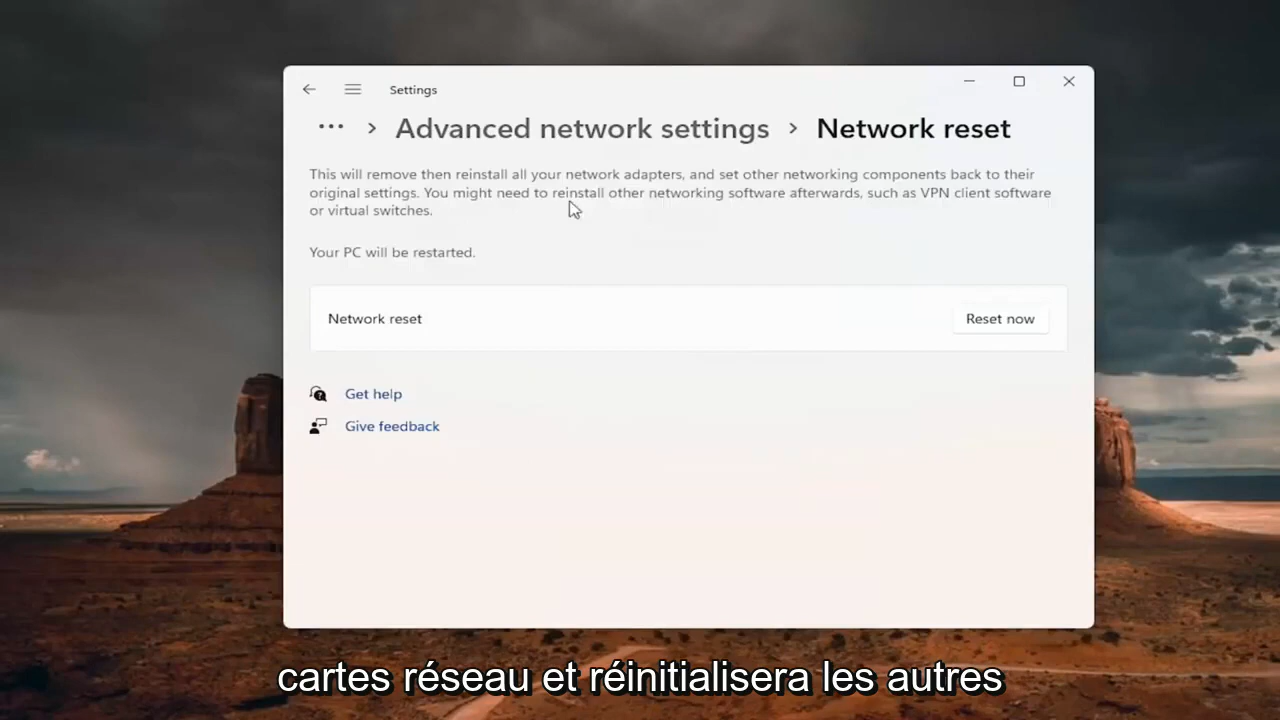 Settings
… > Advanced network settings > Network reset
This will remove then reinstall all your network adapters, and set other networking components back to their
original settings. You might need to reinstall other networking software afterwards, such as VPN client software
or virtual switches.
Your PC will be restarted.
Network reset
Reset now
Get help
Give feedback
cartes réseau et réinitialisera les autres